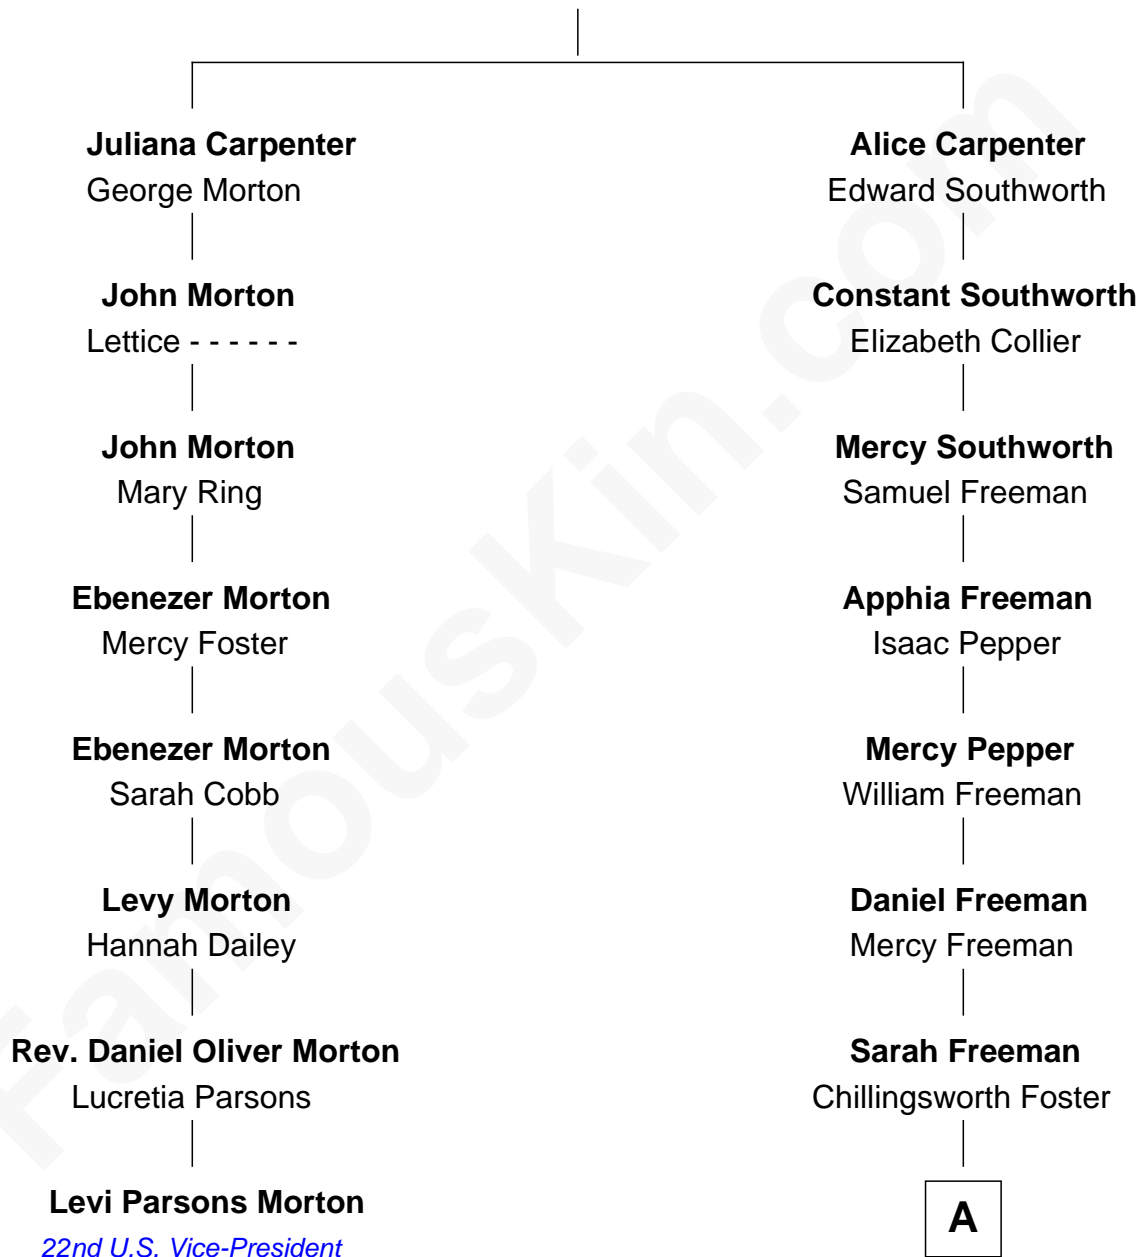 Juliana Carpenter
George Morton
John Morton
Lettice - - - - - -
John Morton
Mary Ring
Ebenezer Morton
Mercy Foster
Ebenezer Morton
Sarah Cobb
Levy Morton
Hannah Dailey
Rev. Daniel Oliver Morton
Lucretia Parsons
Levi Parsons Morton
22nd U.S. Vice-President
Alice Carpenter
Edward Southworth
Constant Southworth
Elizabeth Collier
Mercy Southworth
Samuel Freeman
Apphia Freeman
Isaac Pepper
Mercy Pepper
William Freeman
Daniel Freeman
Mercy Freeman
Sarah Freeman
Chillingsworth Foster
A
FamousKin.com